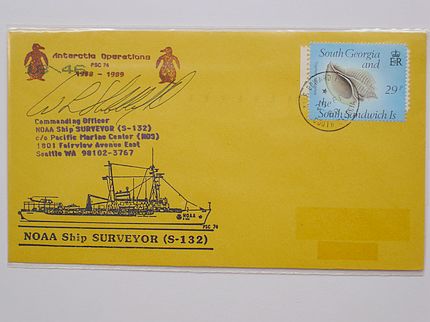 Antarctic Operations
PSC 74
46
1988 - 1989
Commanding Officer
NOAA Ship SURVEYOR (S-132)
c/o Pacific Marine Center (MOS)
1801 Fairview Avenue East
Seattle WA 98102-3767
NOAA
PSC 74
NOAA Ship SURVEYOR (S-132)
South Georgia
and
E R
29P
the
South Sandwich Is